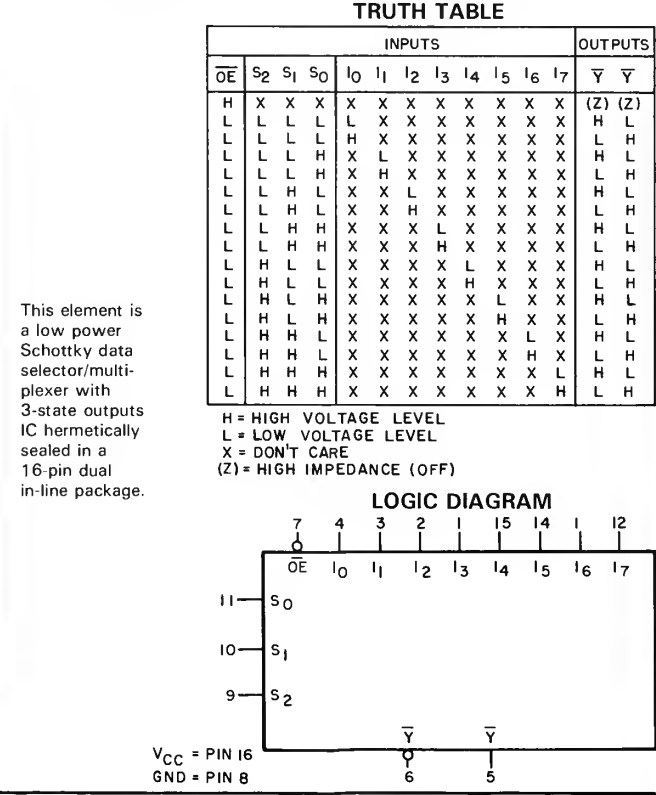 TRUTH TABLE
INPUTS OUTPUTS
O̅E̅ S2 S1 S0 I0 I1 I2 I3 I4 I5 I6 I7 Y̅ Y̅
H X X X X X X X X X X X (Z) (Z)
L L L L L X X X X X X X H L
L L L L H X X X X X X X L H
L L L H X L X X X X X X H L
L L L H X H X X X X X X L H
L L H L X X L X X X X X H L
L L H L X X H X X X X X L H
L L H H X X X L X X X X H L
L L H H X X X H X X X X L H
L H L L X X X X L X X X H L
L H L L X X X X H X X X L H
L H L H X X X X X L X X H L
L H L H X X X X X H X X L H
L H H L X X X X X X L X H L
L H H L X X X X X X H X L H
L H H H X X X X X X X L H L
L H H H X X X X X X X H L H
This element is
a low power
Schottky data
selector/multi-
plexer with
3-state outputs
IC hermetically
sealed in a
16-pin dual
in-line package.
H = HIGH VOLTAGE LEVEL
L = LOW VOLTAGE LEVEL
X = DON'T CARE
(Z) = HIGH IMPEDANCE (OFF)
LOGIC DIAGRAM
7 4 3 2 1 15 14 1 12
O̅E̅ I0 I1 I2 I3 I4 I5 I6 I7
11 S0
10 S1
9 S2
Y̅ Y̅
6 5
VCC = PIN 16
GND = PIN 8